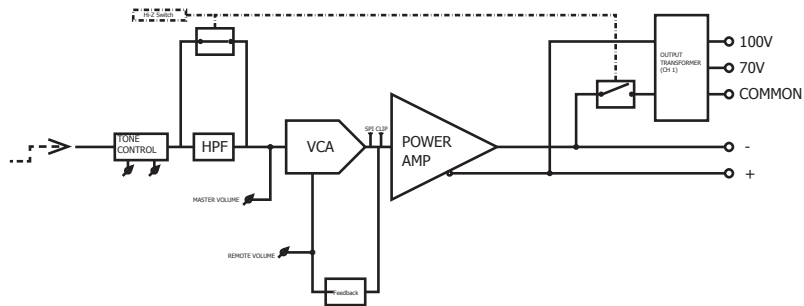 Hi-Z Switch
OUTPUT
TRANSFORMER
(CH 1)
100V
70V
COMMON
TONE
CONTROL
HPF
VCA
SPI CLIP
POWER
AMP
-
+
MASTER VOLUME
REMOTE VOLUME
Feedback